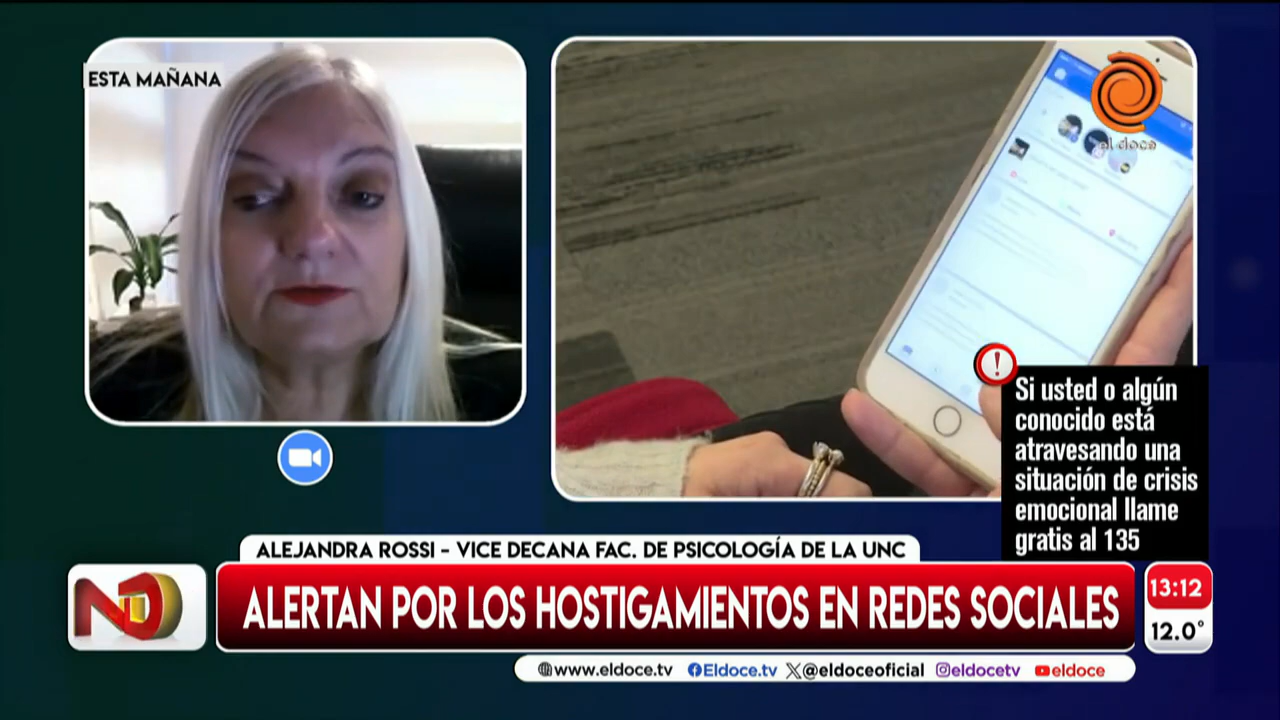 ESTA MAÑANA
el doce
Si usted o algún
conocido está
atravesando una
situación de crisis
emocional llame
gratis al 135
ALEJANDRA ROSSI - VICE DECANA FAC. DE PSICOLOGÍA DE LA UNC
ALERTAN POR LOS HOSTIGAMIENTOS EN REDES SOCIALES
13:12
12.0°
www.eldoce.tv Eldoce.tv @eldoceoficial eldocetv eldoce